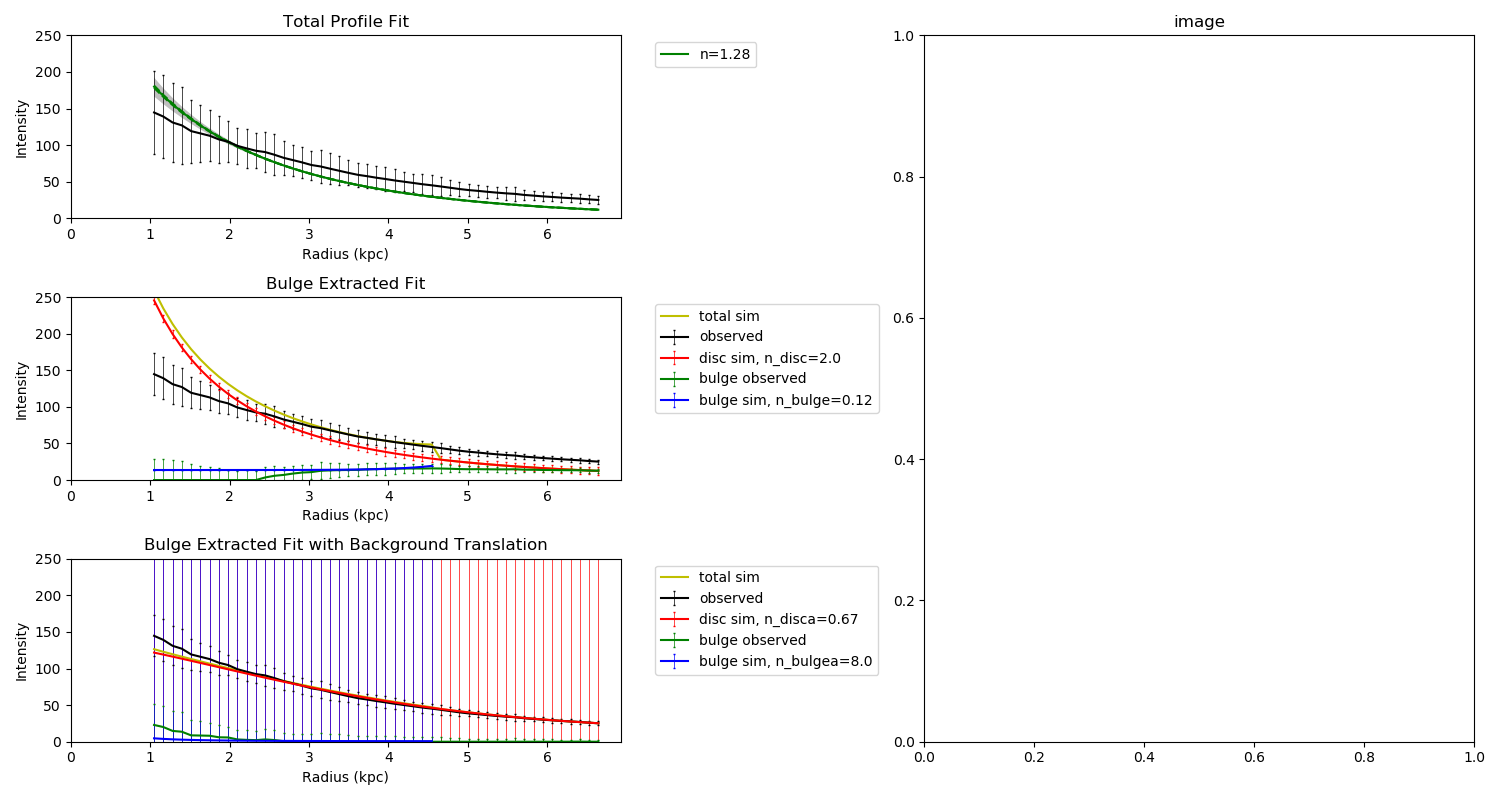 Total Profile Fit
250
200
150
100
50
0
Intensity
0 1 2 3 4 5 6
Radius (kpc)
n=1.28
Bulge Extracted Fit
250
200
150
100
50
0
Intensity
0 1 2 3 4 5 6
Radius (kpc)
total sim
observed
disc sim, n_disc=2.0
bulge observed
bulge sim, n_bulge=0.12
Bulge Extracted Fit with Background Translation
250
200
150
100
50
0
Intensity
0 1 2 3 4 5 6
Radius (kpc)
total sim
observed
disc sim, n_disca=0.67
bulge observed
bulge sim, n_bulgea=8.0
image
1.0
0.8
0.6
0.4
0.2
0.0
0.0 0.2 0.4 0.6 0.8 1.0